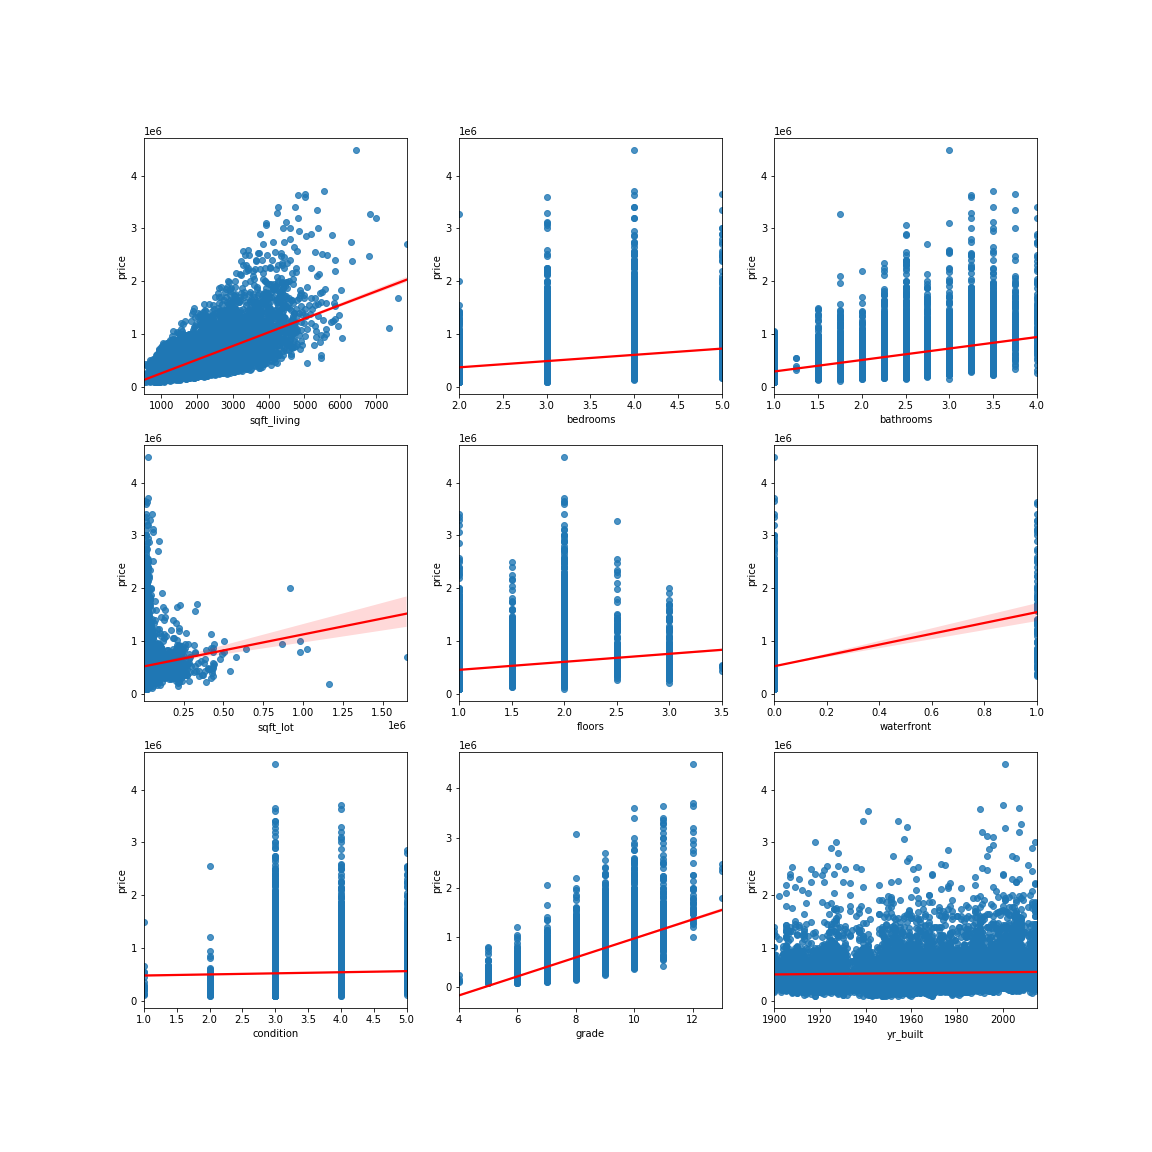 1e6 1e6 1e6
4 4 4
3 3 3
2 2 2
1 1 1
0 0 0
price price price
1000 2000 3000 4000 5000 6000 7000 2.0 2.5 3.0 3.5 4.0 4.5 5.0 1.0 1.5 2.0 2.5 3.0 3.5 4.0
sqft_living bedrooms bathrooms
1e6 1e6 1e6
4 4 4
3 3 3
2 2 2
1 1 1
0 0 0
price price price
0.25 0.50 0.75 1.00 1.25 1.50 1.0 1.5 2.0 2.5 3.0 3.5 0.0 0.2 0.4 0.6 0.8 1.0
sqft_lot 1e6 floors waterfront
1e6 1e6 1e6
4 4 4
3 3 3
2 2 2
1 1 1
0 0 0
price price price
1.0 1.5 2.0 2.5 3.0 3.5 4.0 4.5 5.0 4 6 8 10 12 1900 1920 1940 1960 1980 2000
condition grade yr_built